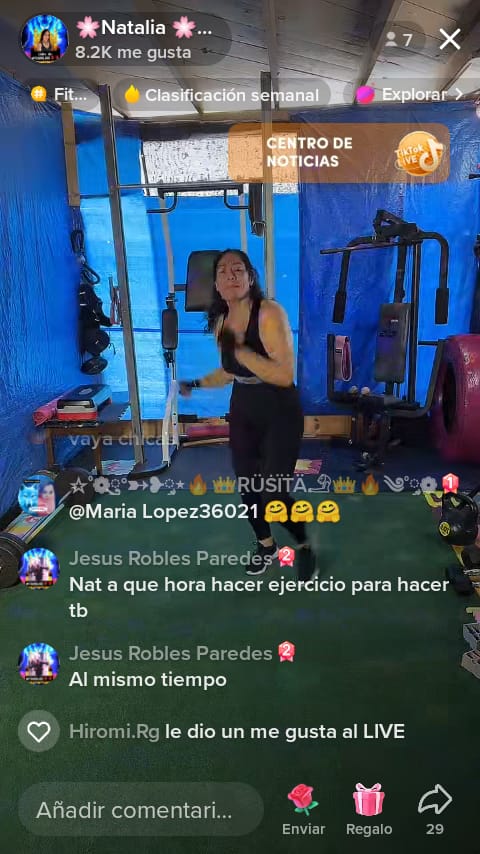 🌸Natalia 🌸...
8.2K me gusta
7
Fit...
Clasificación semanal
Explorar
CENTRO DE
NOTICIAS
TikTok
LIVE
vaya chicas
RÜSÏTÄ
1
@Maria Lopez36021 🤗🤗🤗
Jesus Robles Paredes 2
Nat a que hora hacer ejercicio para hacer
tb
Jesus Robles Paredes 2
Al mismo tiempo
Hiromi.Rg le dio un me gusta al LIVE
Añadir comentari...
Enviar
Regalo
29